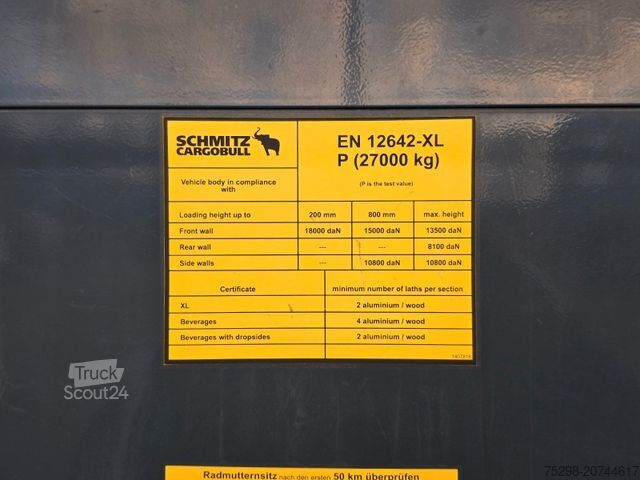 SCHMITZ
CARGOBULL
EN 12642-XL
P (27000 kg)
Vehicle body in compliance
with
(P is the test value)
Loading height up to 200 mm 800 mm max. height
Front wall 18000 daN 15000 daN 13500 daN
Rear wall --- --- 8100 daN
Side walls --- 10800 daN 10800 daN
Certificate minimum number of laths per section
XL 2 aluminium / wood
Beverages 4 aluminium / wood
Beverages with dropsides 2 aluminium / wood
Truck
Scout24
Radmutternsitz nach den ersten 50 km überprüfen
75298-20744617